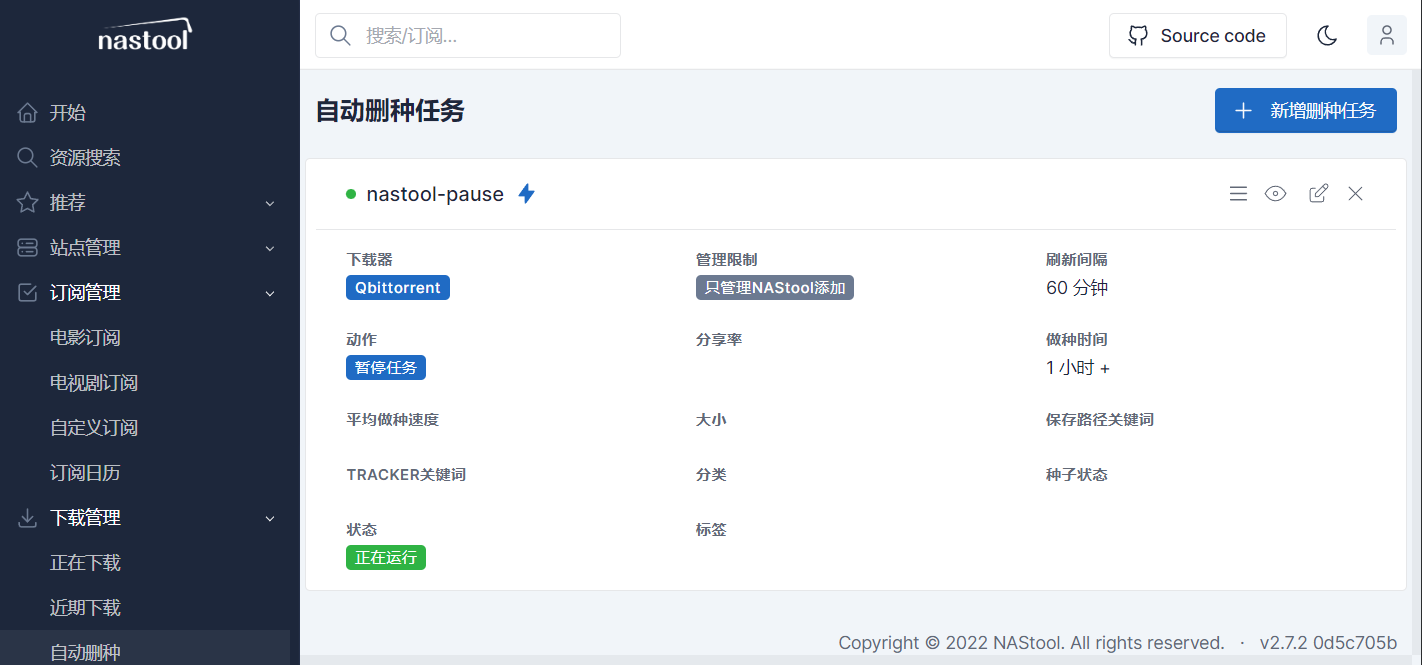 nastool
开始
资源搜索
推荐
站点管理
订阅管理
电影订阅
电视剧订阅
自定义订阅
订阅日历
下载管理
正在下载
近期下载
自动删种
搜索/订阅...
Source code
自动删种任务
新增删种任务
nastool-pause
下载器
Qbittorrent
管理限制
只管理NAStool添加
刷新间隔
60 分钟
动作
暂停任务
分享率
做种时间
1 小时 +
平均做种速度
大小
保存路径关键词
TRACKER关键词
分类
种子状态
状态
正在运行
标签
Copyright © 2022 NAStool. All rights reserved. · v2.7.2 0d5c705b